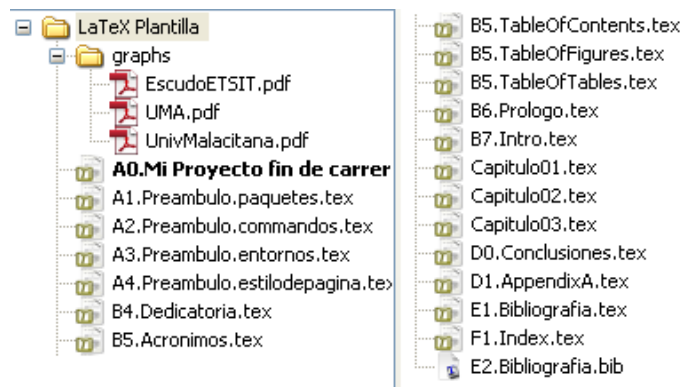 LaTeX Plantilla
graphs
EscudoETSIT.pdf
UMA.pdf
UnivMalacitana.pdf
A0.Mi Proyecto fin de carrer
A1.Preambulo.paquetes.tex
A2.Preambulo.commandos.tex
A3.Preambulo.entornos.tex
A4.Preambulo.estilodepagina.tex
B4.Dedicatoria.tex
B5.Acronimos.tex
B5.TableOfContents.tex
B5.TableOfFigures.tex
B5.TableOfTables.tex
B6.Prologo.tex
B7.Intro.tex
Capitulo01.tex
Capitulo02.tex
Capitulo03.tex
D0.Conclusiones.tex
D1.AppendixA.tex
E1.Bibliografia.tex
F1.Index.tex
E2.Bibliografia.bib